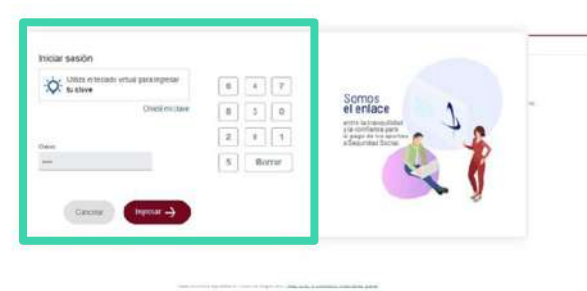 Iniciar sesión
Utiliza el teclado virtual para ingresar
tu clave
Olvidé mi clave
6 4 7
8 3 0
2 9 1
5 Borrar
Clave
Cancelar
Ingresar
Somos
el enlace
entre la tranquilidad
y la confianza para
el pago de los aportes
a Seguridad Social